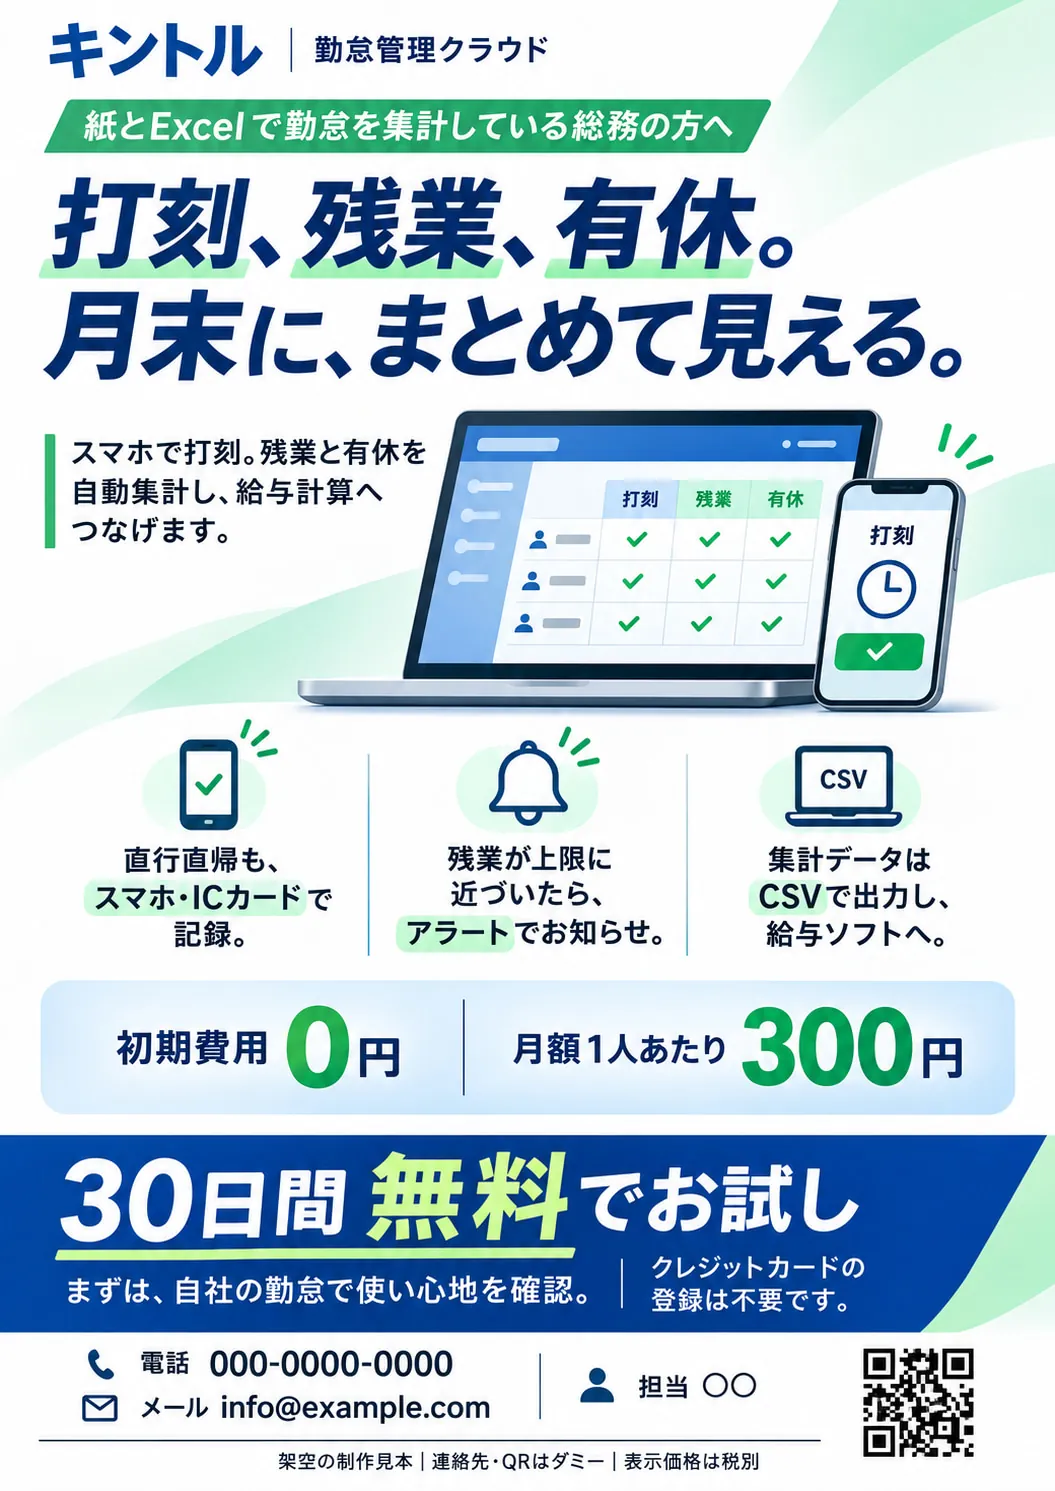 キントル
勤怠管理クラウド
紙とExcelで勤怠を集計している総務の方へ
打刻、残業、有休。
月末に、まとめて見える。
スマホで打刻。残業と有休を
自動集計し、給与計算へ
つなげます。
打刻 残業 有休
打刻
直行直帰も、
スマホ・ICカードで
記録。
残業が上限に
近づいたら、
アラートでお知らせ。
CSV
集計データは
CSVで出力し、
給与ソフトへ。
初期費用 0円
月額1人あたり 300円
30日間 無料でお試し
まずは、自社の勤怠で使い心地を確認。
クレジットカードの
登録は不要です。
電話 000-0000-0000
メール info@example.com
担当 〇〇
架空の制作見本 | 連絡先・QRはダミー | 表示価格は税別